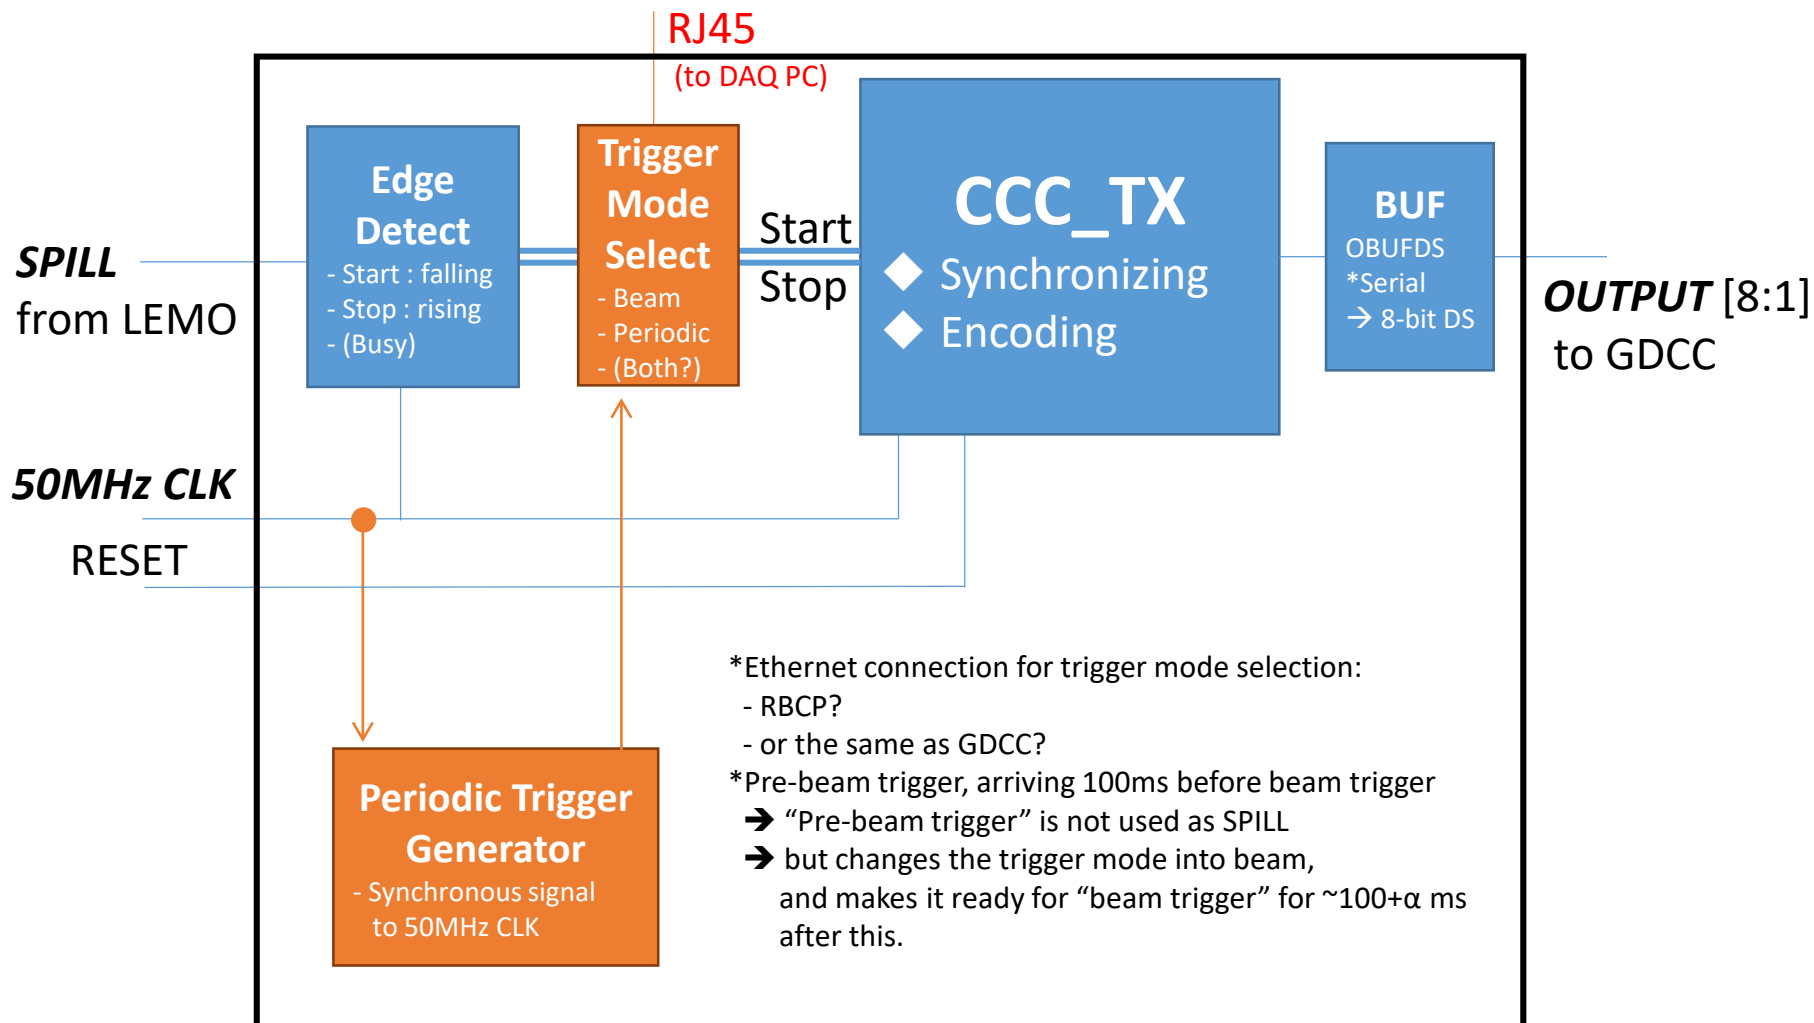 RJ45
(to DAQ PC)
SPILL
from LEMO
Edge
Detect
- Start : falling
- Stop : rising
- (Busy)
Trigger
Mode
Select
- Beam
- Periodic
- (Both?)
Start
Stop
CCC_TX
◆ Synchronizing
◆ Encoding
BUF
OBUFDS
*Serial
→ 8-bit DS
OUTPUT [8:1]
to GDCC
50MHz CLK
RESET
Periodic Trigger
Generator
- Synchronous signal
to 50MHz CLK
*Ethernet connection for trigger mode selection:
- RBCP?
- or the same as GDCC?
*Pre-beam trigger, arriving 100ms before beam trigger
➔ “Pre-beam trigger” is not used as SPILL
➔ but changes the trigger mode into beam,
and makes it ready for “beam trigger” for ~100+α ms
after this.